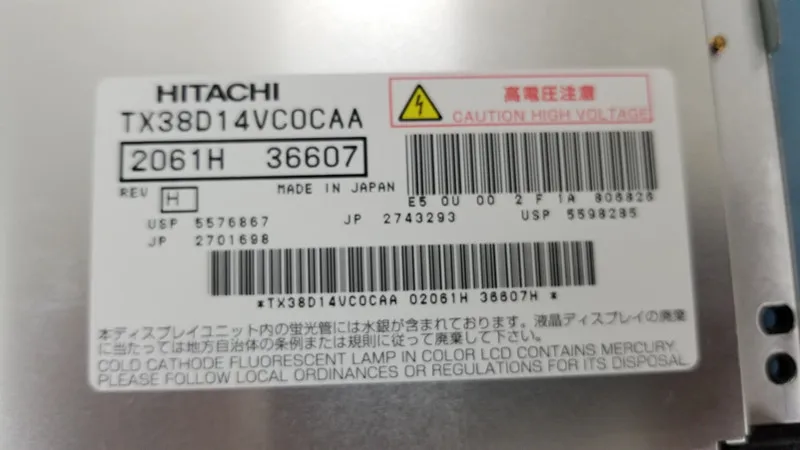 HITACHI
TX38D14VC0CAA
高電圧注意
CAUTION HIGH VOLTAGE
2061H 36607
REV H
MADE IN JAPAN
E5 0U 00 2 F 1A 806826
USP 5576867 JP 2743293 USP 5598285
JP 2701698
*TX38D14VC0CAA 02061H 36607H *
本ディスプレイユニット内の蛍光管には水銀が含まれております。液晶ディスプレイの廃棄
に当たっては地方自治体の条例または規則に従って廃棄して下さい。
COLD CATHODE FLUORESCENT LAMP IN COLOR LCD CONTAINS MERCURY.
PLEASE FOLLOW LOCAL ORDINANCES OR REGULATIONS FOR ITS DISPOSAL.